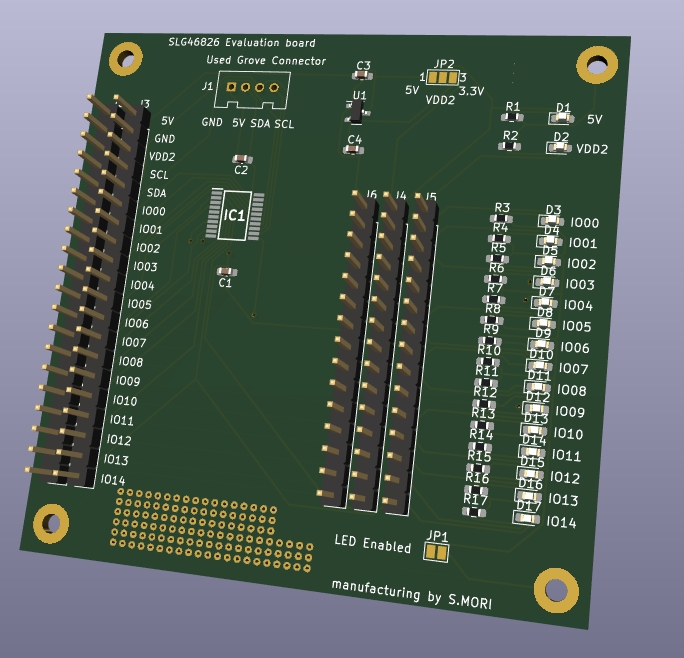 SLG46826 Evaluation board
Used Grove Connector
J1
GND 5V SDA SCL
C3
JP2
1 3
5V 3.3V
VDD2
U1
C4
R1 D1 5V
R2 D2 VDD2
J3
5V
GND
VDD2
SCL
SDA
IO00
IO01
IO02
IO03
IO04
IO05
IO06
IO07
IO08
IO09
IO10
IO11
IO12
IO13
IO14
C2
IC1
C1
J6 J4 J5
R3 D3 IO00
R4 D4 IO01
R5 D5 IO02
R6 D6 IO03
R7 D7 IO04
R8 D8 IO05
R9 D9 IO06
R10 D10 IO07
R11 D11 IO08
R12 D12 IO09
R13 D13 IO10
R14 D14 IO11
R15 D15 IO12
R16 D16 IO13
R17 D17 IO14
LED Enabled
JP1
manufacturing by S.MORI